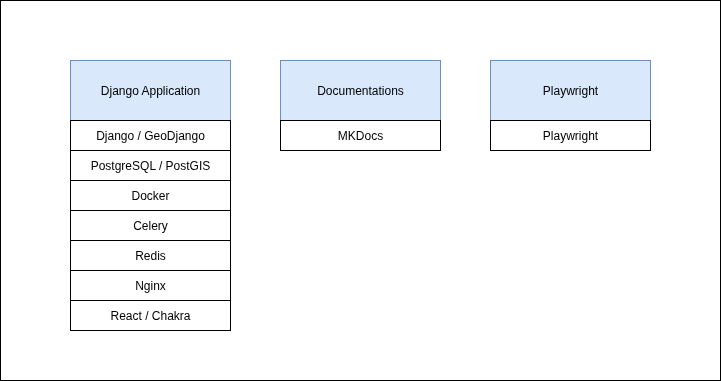 Django Application
Django / GeoDjango
PostgreSQL / PostGIS
Docker
Celery
Redis
Nginx
React / Chakra
Documentations
MKDocs
Playwright
Playwright